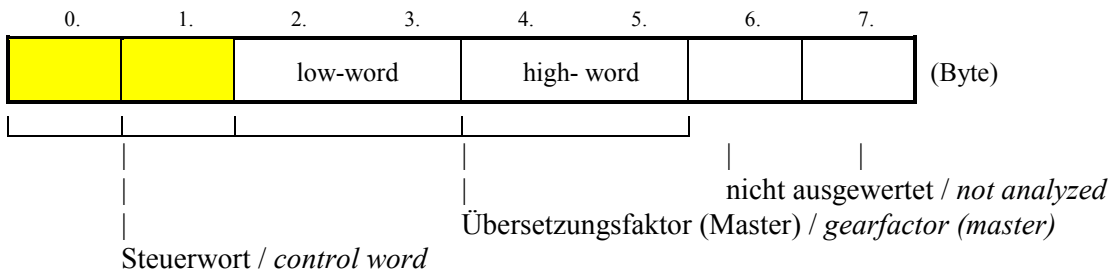 0. 1. 2. 3. 4. 5. 6. 7.
low-word high- word (Byte)
nicht ausgewertet / not analyzed
Übersetzungsfaktor (Master) / gearfactor (master)
Steuerwort / control word